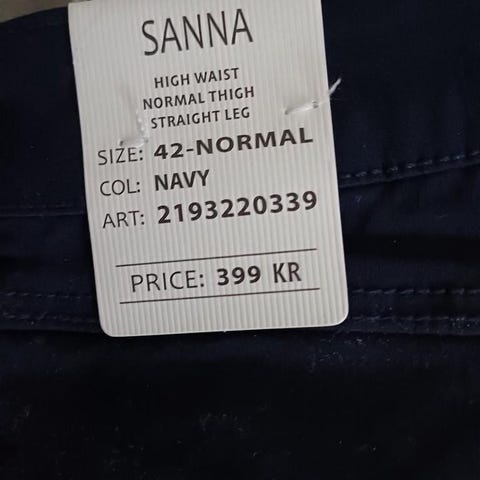 SANNA
HIGH WAIST
NORMAL THIGH
STRAIGHT LEG
SIZE: 42-NORMAL
COL: NAVY
ART: 2193220339
PRICE: 399 KR